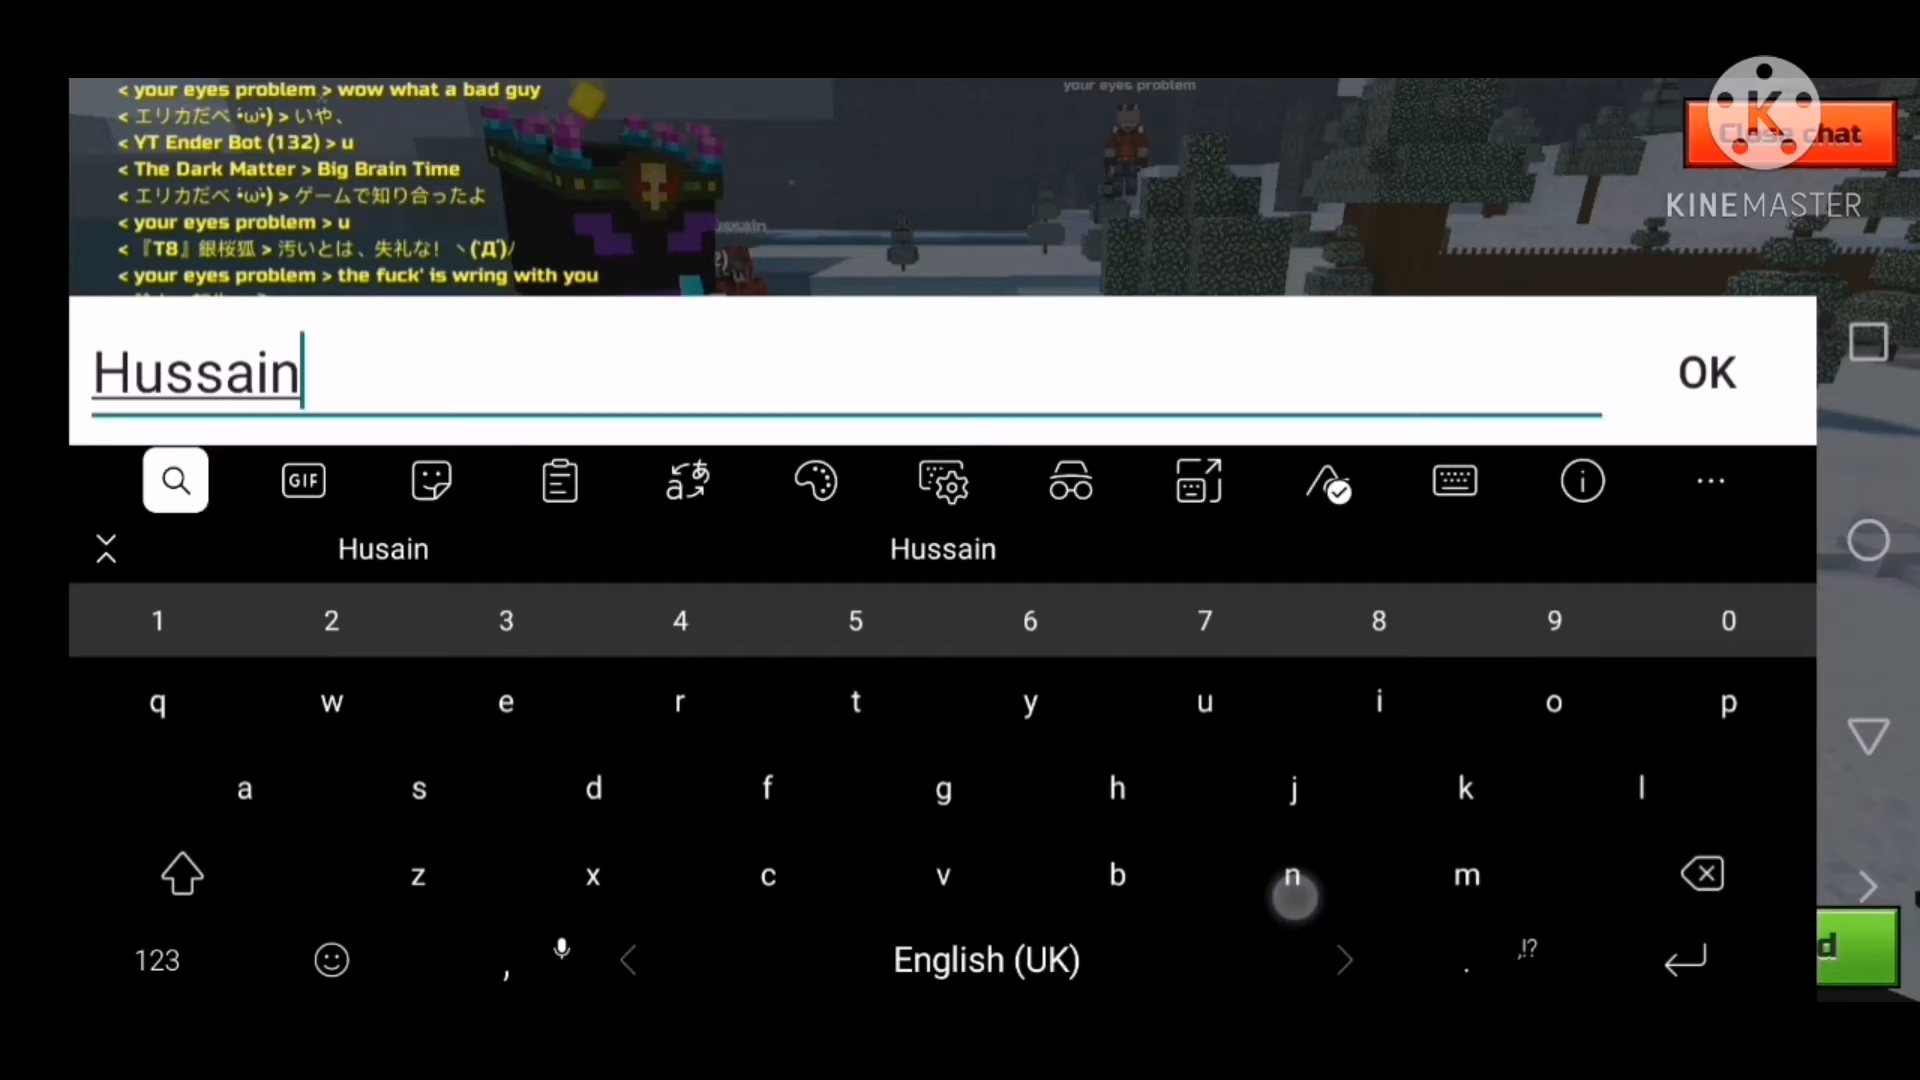 < your eyes problem > wow what a bad guy
< エリカだべ •ω•) > いや、
< YT Ender Bot (132) > u
< The Dark Matter > Big Brain Time
< エリカだべ •ω•) > ゲームで知り合ったよ
< your eyes problem > u
< 『T8』銀桜狐 > 汚いとは、失礼な! ヽ(`Д´)ﾉ
< your eyes problem > the fuck' is wring with you
your eyes problem
ussain
Close chat
KINEMASTER
Hussain
OK
GIF
Husain
Hussain
1 2 3 4 5 6 7 8 9 0
q w e r t y u i o p
a s d f g h j k l
z x c v b n m
123 , English (UK) . ,!?
d